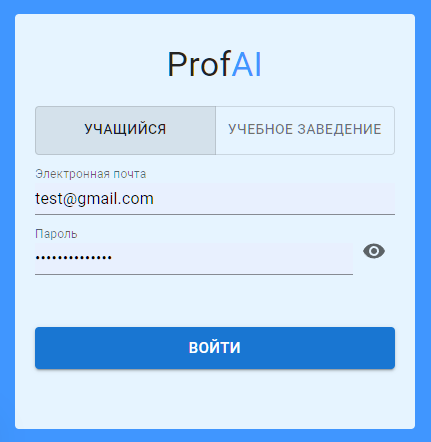 ProfAI
УЧАЩИЙСЯ
УЧЕБНОЕ ЗАВЕДЕНИЕ
Электронная почта
test@gmail.com
Пароль
••••••••••••••
ВОЙТИ